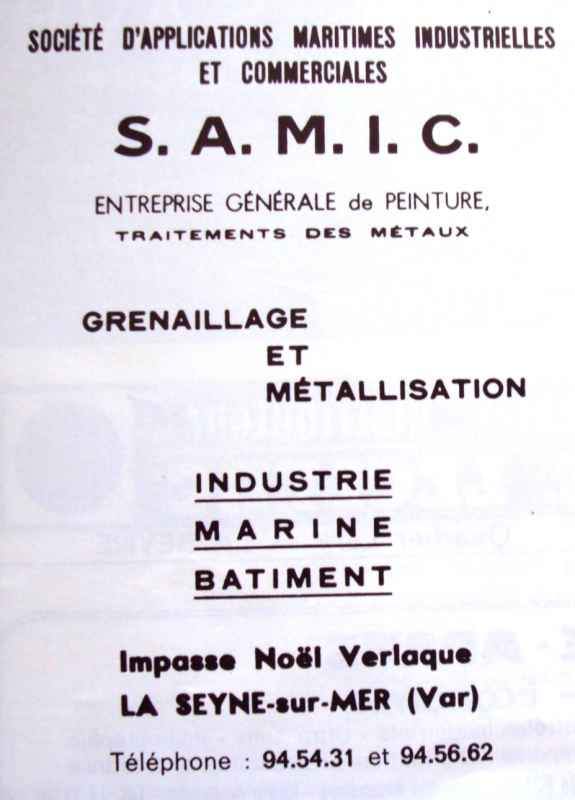 SOCIÉTÉ D'APPLICATIONS MARITIMES INDUSTRIELLES
ET COMMERCIALES
S. A. M. I. C.
ENTREPRISE GÉNÉRALE de PEINTURE,
TRAITEMENTS DES MÉTAUX
GRENAILLAGE
ET
MÉTALLISATION
INDUSTRIE
MARINE
BATIMENT
Impasse Noël Verlaque
LA SEYNE-sur-MER (Var)
Téléphone : 94.54.31 et 94.56.62